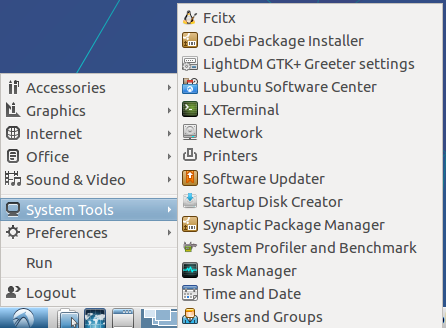 Accessories
Graphics
Internet
Office
Sound & Video
System Tools
Preferences
Run
Logout
Fcitx
GDebi Package Installer
LightDM GTK+ Greeter settings
Lubuntu Software Center
LXTerminal
Network
Printers
Software Updater
Startup Disk Creator
Synaptic Package Manager
System Profiler and Benchmark
Task Manager
Time and Date
Users and Groups